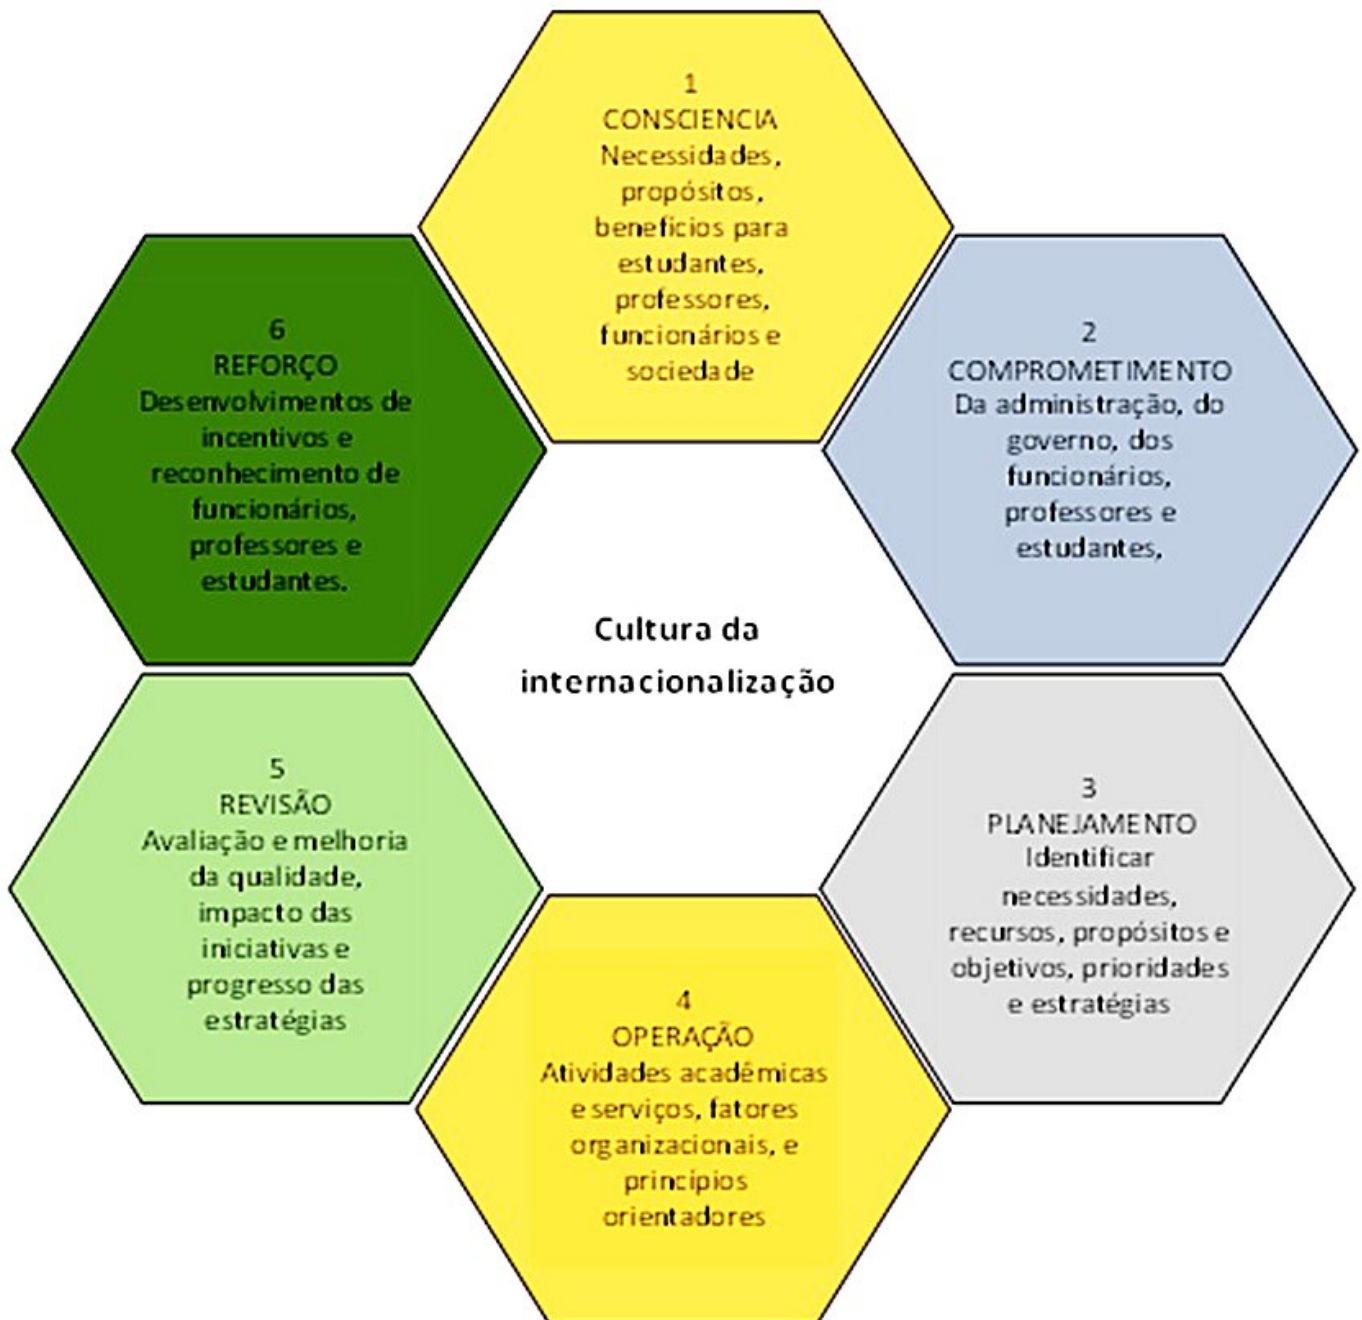 1
CONSCIENCIA
Necessidades,
propósitos,
benefícios para
estudantes,
professores,
funcionários e
sociedade
2
COMPROMETIMENTO
Da administração, do
governo, dos
funcionários,
professores e
estudantes,
3
PLANEJAMENTO
Identificar
necessidades,
recursos, propósitos e
objetivos, prioridades
e estratégias
4
OPERAÇÃO
Atividades acadêmicas
e serviços, fatores
organizacionais, e
princípios
orientadores
5
REVISÃO
Avaliação e melhoria
da qualidade,
impacto das
iniciativas e
progresso das
estratégias
6
REFORÇO
Desenvolvimentos de
incentivos e
reconhecimento de
funcionários,
professores e
estudantes.
Cultura da
internacionalização